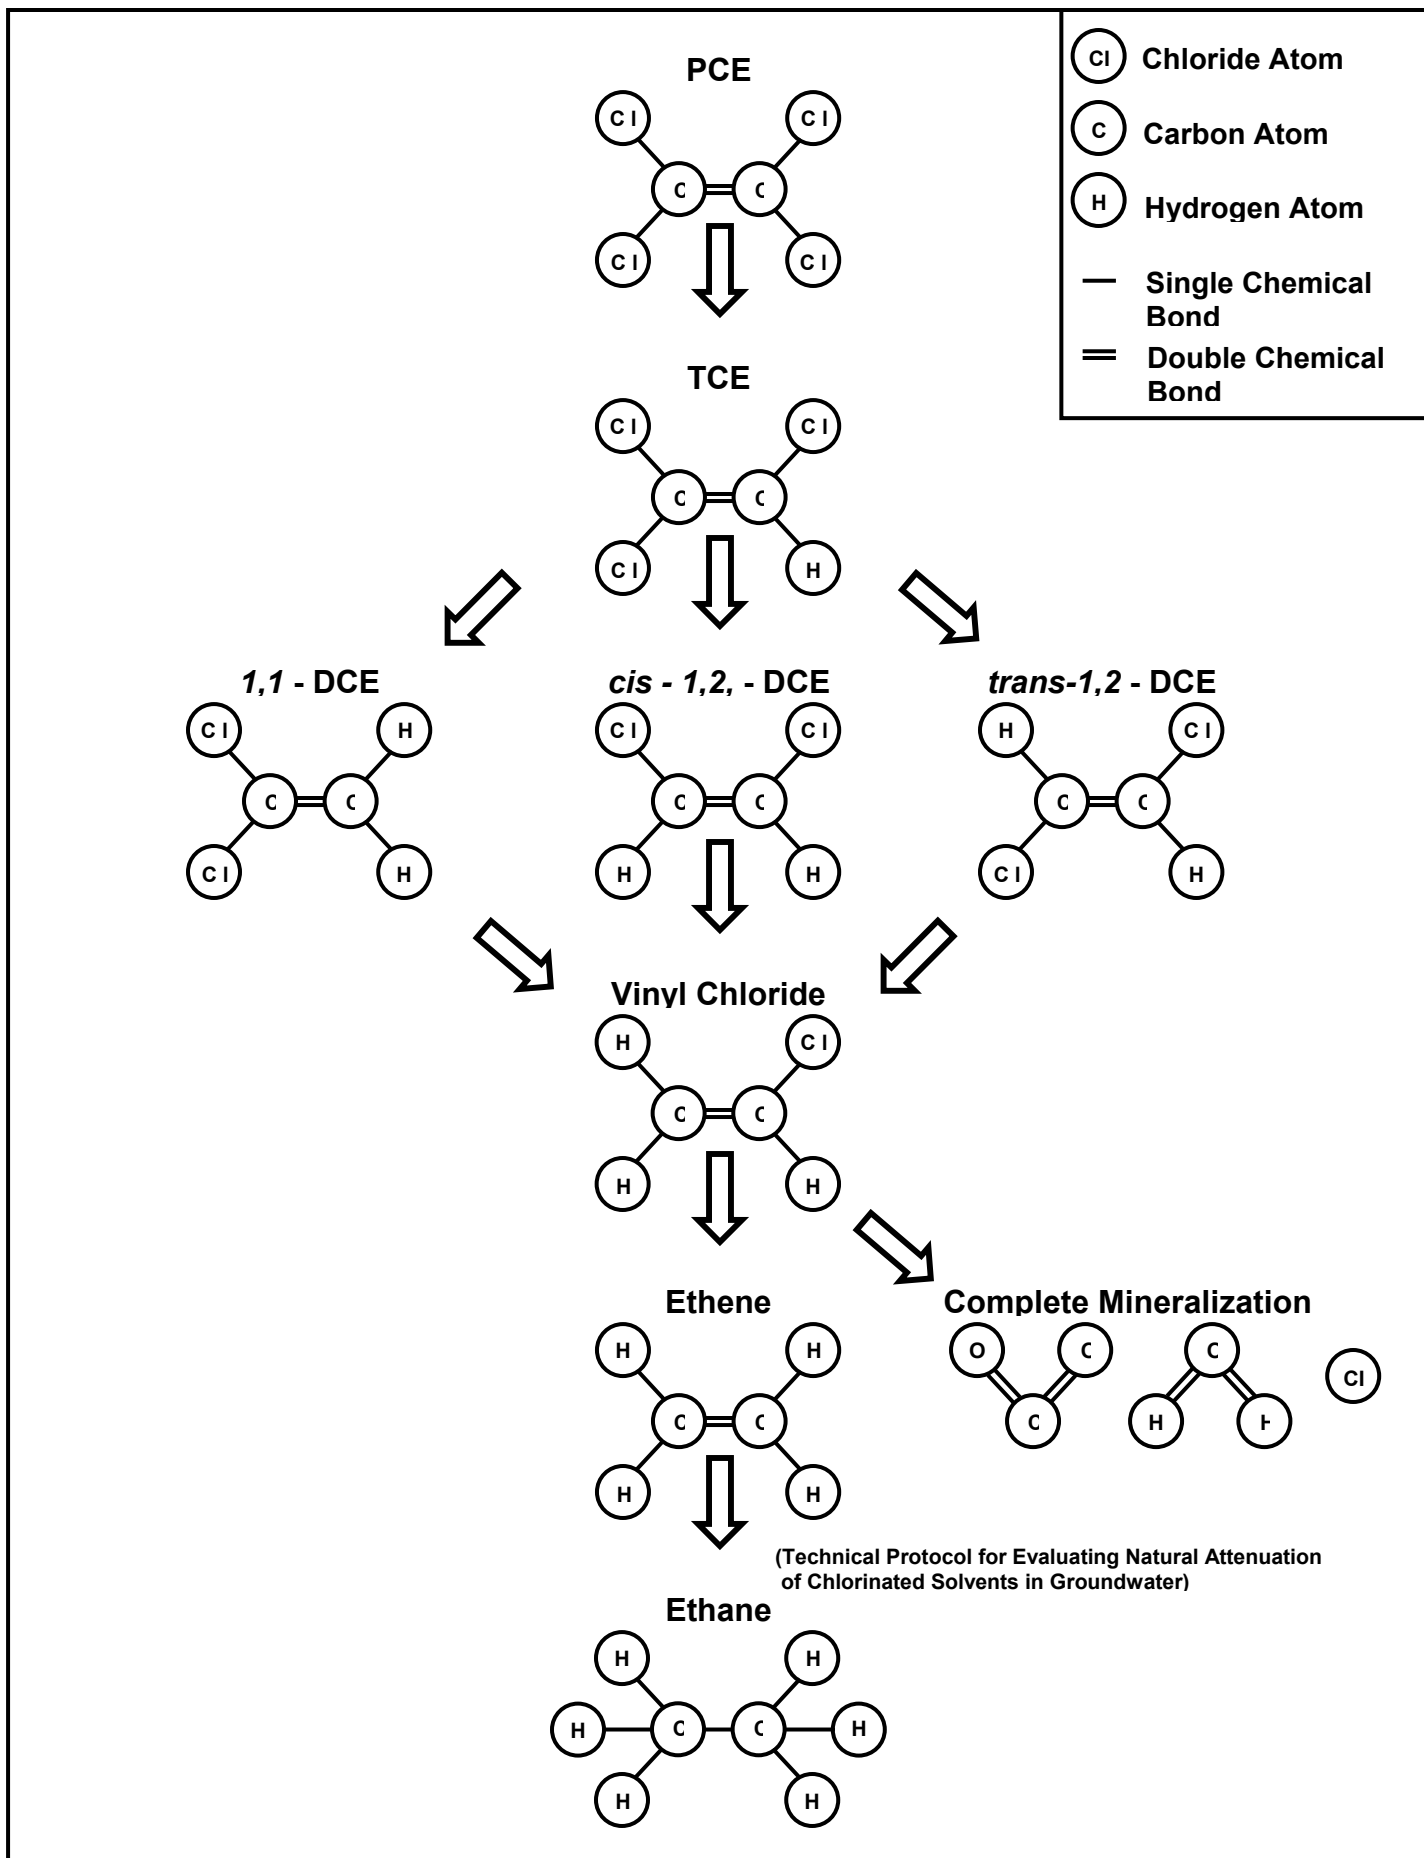 PCE
Cl Cl
C C
Cl Cl
Cl Chloride Atom
C Carbon Atom
H Hydrogen Atom
Single Chemical
Bond
Double Chemical
Bond
TCE
Cl Cl
C C
Cl H
1,1 - DCE
Cl H
C C
Cl H
cis - 1,2, - DCE
Cl Cl
C C
H H
trans-1,2 - DCE
H Cl
C C
Cl H
Vinyl Chloride
H Cl
C C
H H
Ethene
H H
C C
H H
Complete Mineralization
O C
C
C
H H
Cl
(Technical Protocol for Evaluating Natural Attenuation
of Chlorinated Solvents in Groundwater)
Ethane
H H
H C C H
H H